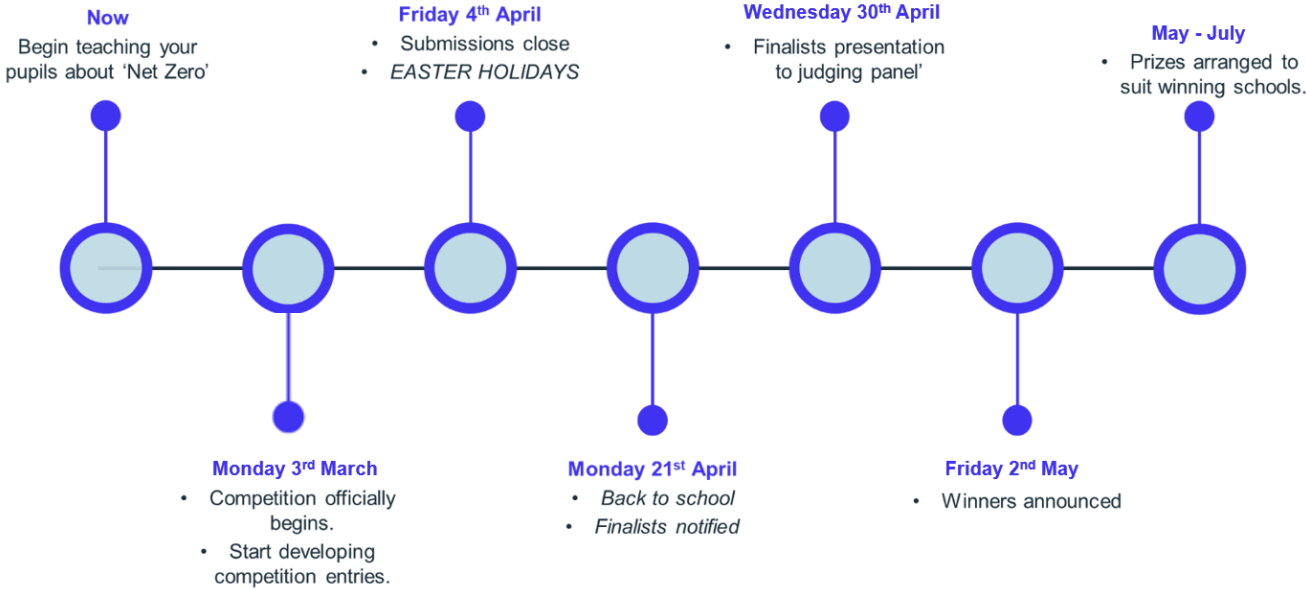 Now
Begin teaching your
pupils about ‘Net Zero’
Monday 3rd March
• Competition officially
begins.
• Start developing
competition entries.
Friday 4th April
• Submissions close
• EASTER HOLIDAYS
Monday 21st April
• Back to school
• Finalists notified
Wednesday 30th April
• Finalists presentation
to judging panel’
Friday 2nd May
• Winners announced
May - July
• Prizes arranged to
suit winning schools.